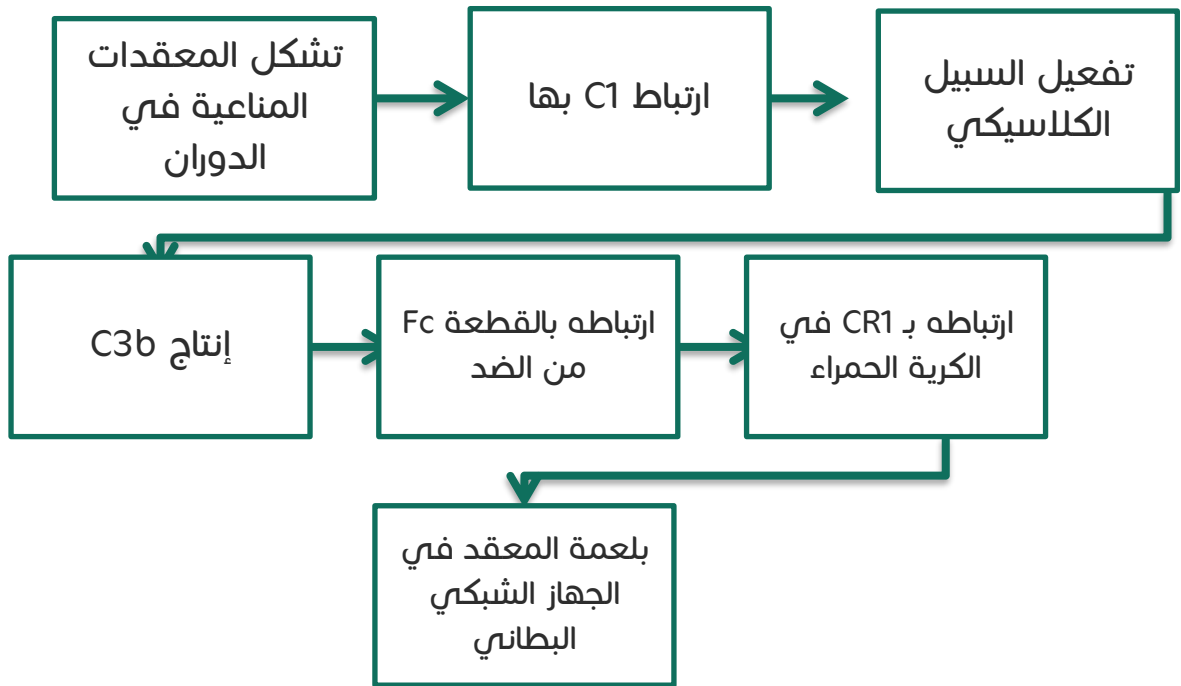 تشكل المعقدات
المناعية في
الدوران
ارتباط C1 بها
تفعيل السبيل
الكلاسيكي
إنتاج C3b
ارتباطه بالقطعة Fc
من الضد
ارتباطه بـ CR1 في
الكرية الحمراء
بلعمة المعقد في
الجهاز الشبكي
البطاني